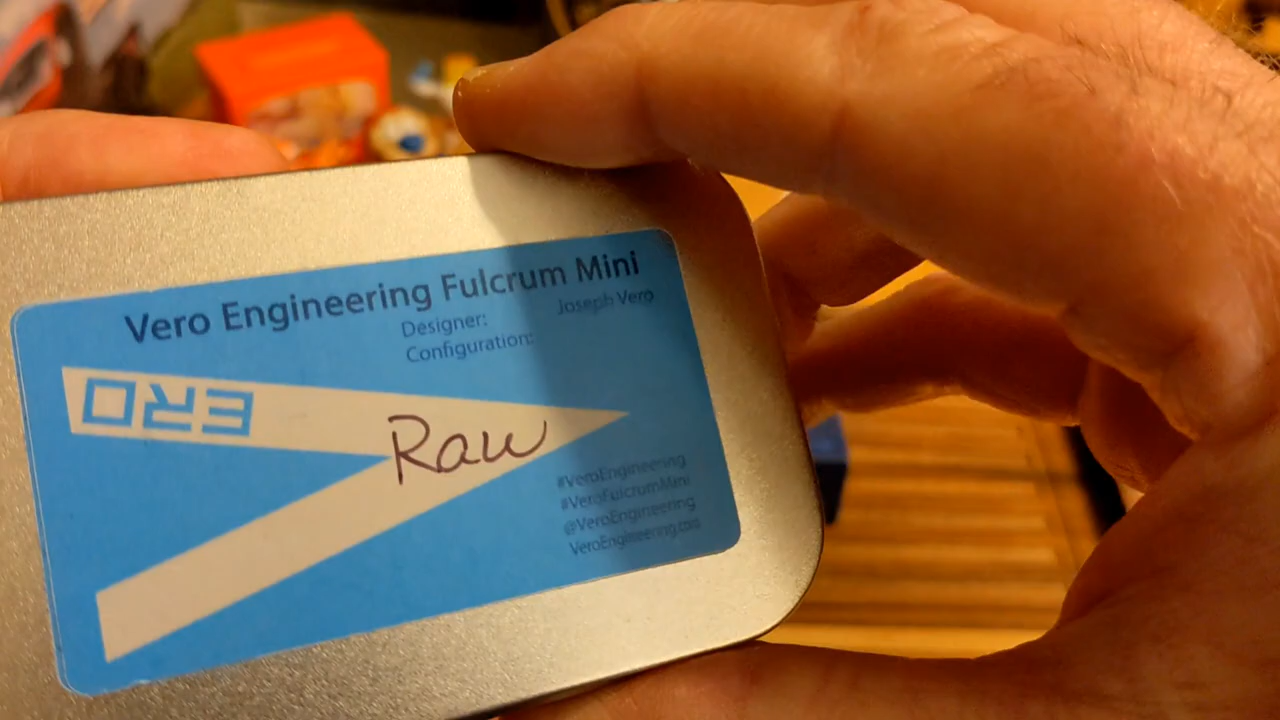 Vero Engineering Fulcrum Mini
Designer: Joseph Vero
Configuration:
ERO
Raw
#VeroEngineering
#VeroFulcrumMini
@VeroEngineering
VeroEngineering.com